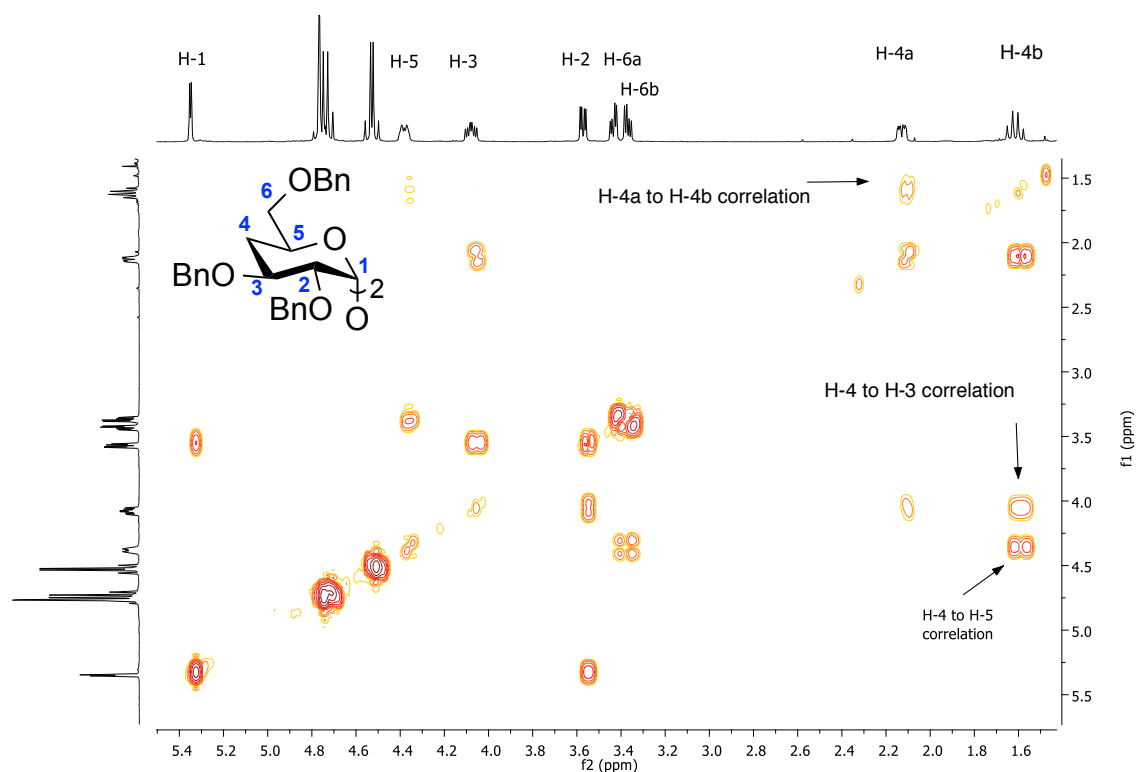 H-1
H-5
H-3
H-2
H-6a
H-6b
H-4a
H-4b
6
OBn
4
5
O
1
BnO
3
2
2
BnO
O
H-4a to H-4b correlation
H-4 to H-3 correlation
H-4 to H-5
correlation
1.5
2.0
2.5
3.0
3.5
4.0
4.5
5.0
5.5
f1 (ppm)
5.4 5.2 5.0 4.8 4.6 4.4 4.2 4.0 3.8 3.6 3.4 3.2 3.0 2.8 2.6 2.4 2.2 2.0 1.8 1.6
f2 (ppm)